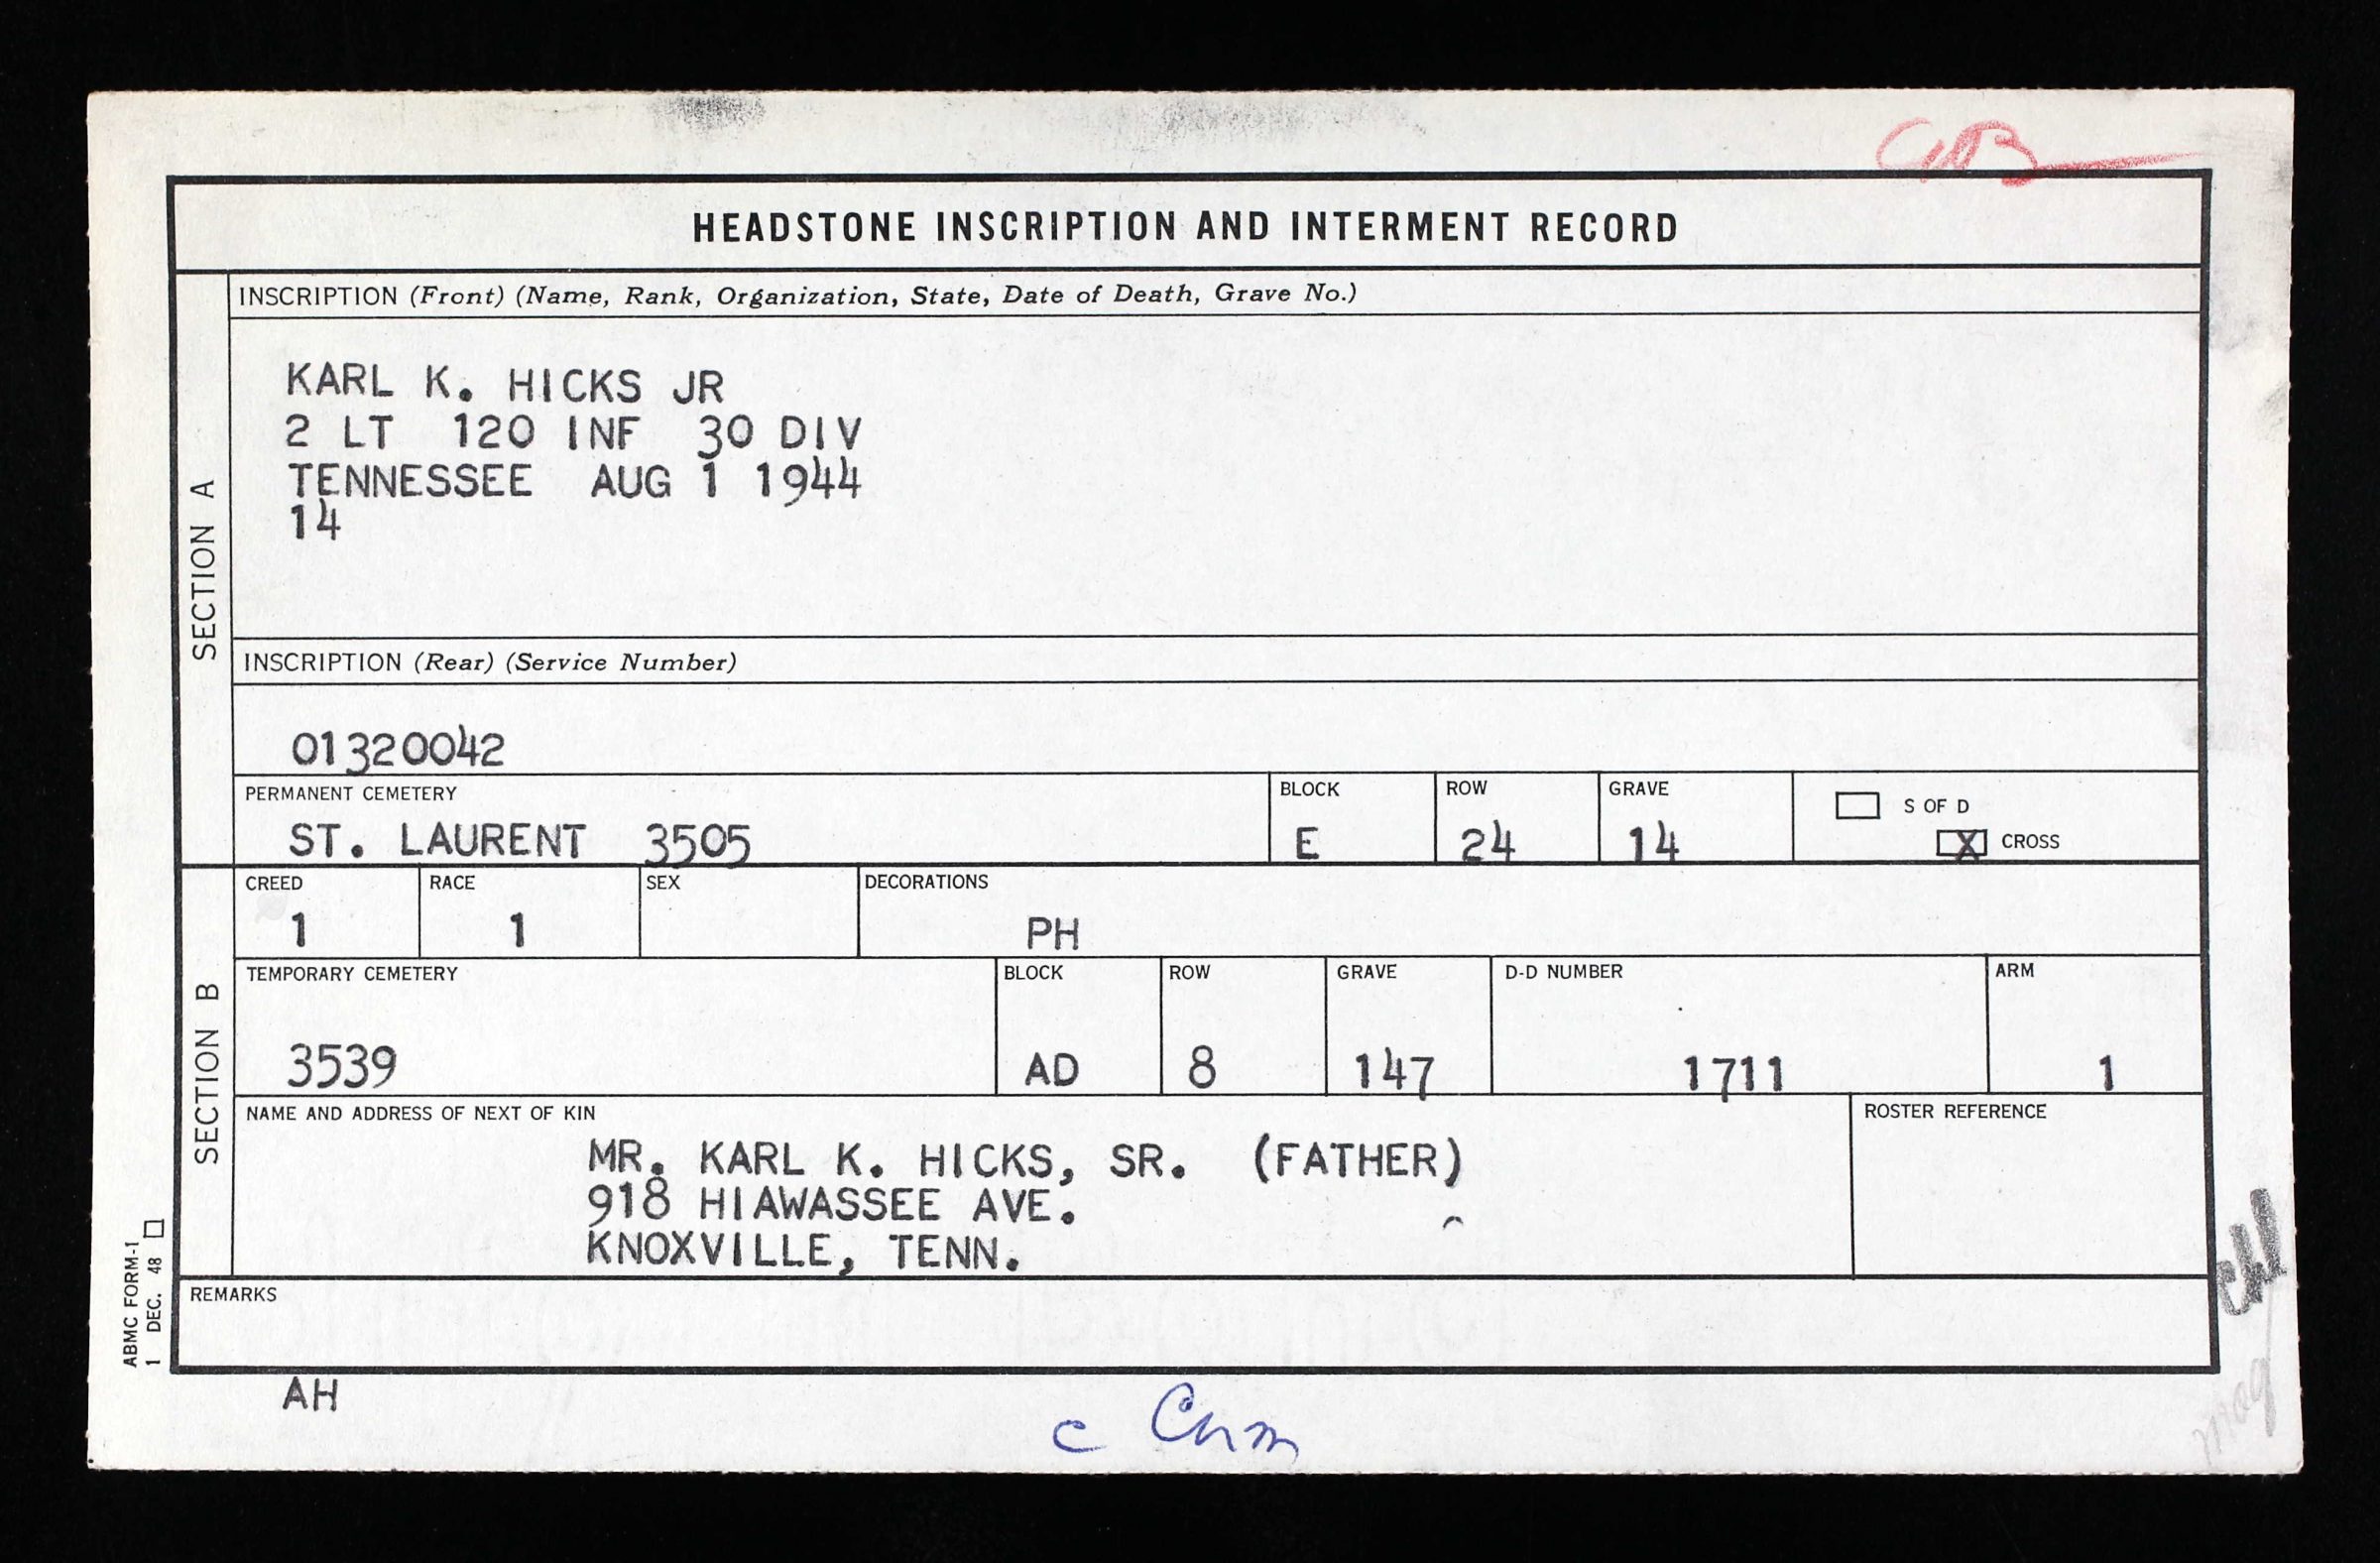 HEADSTONE INSCRIPTION AND INTERMENT RECORD
SECTION A
INSCRIPTION (Front) (Name, Rank, Organization, State, Date of Death, Grave No.)
KARL K. HICKS JR
2 LT 120 INF 30 DIV
TENNESSEE AUG 1 1944
14
INSCRIPTION (Rear) (Service Number)
01320042
PERMANENT CEMETERY BLOCK ROW GRAVE S OF D
ST. LAURENT 3505 E 24 14 X CROSS
SECTION B
CREED RACE SEX DECORATIONS
1 1 PH
TEMPORARY CEMETERY BLOCK ROW GRAVE D-D NUMBER ARM
3539 AD 8 147 1711 1
NAME AND ADDRESS OF NEXT OF KIN ROSTER REFERENCE
MR. KARL K. HICKS, SR. (FATHER)
918 HIAWASSEE AVE.
KNOXVILLE, TENN.
REMARKS
ABMC FORM-1
1 DEC. 48
AH